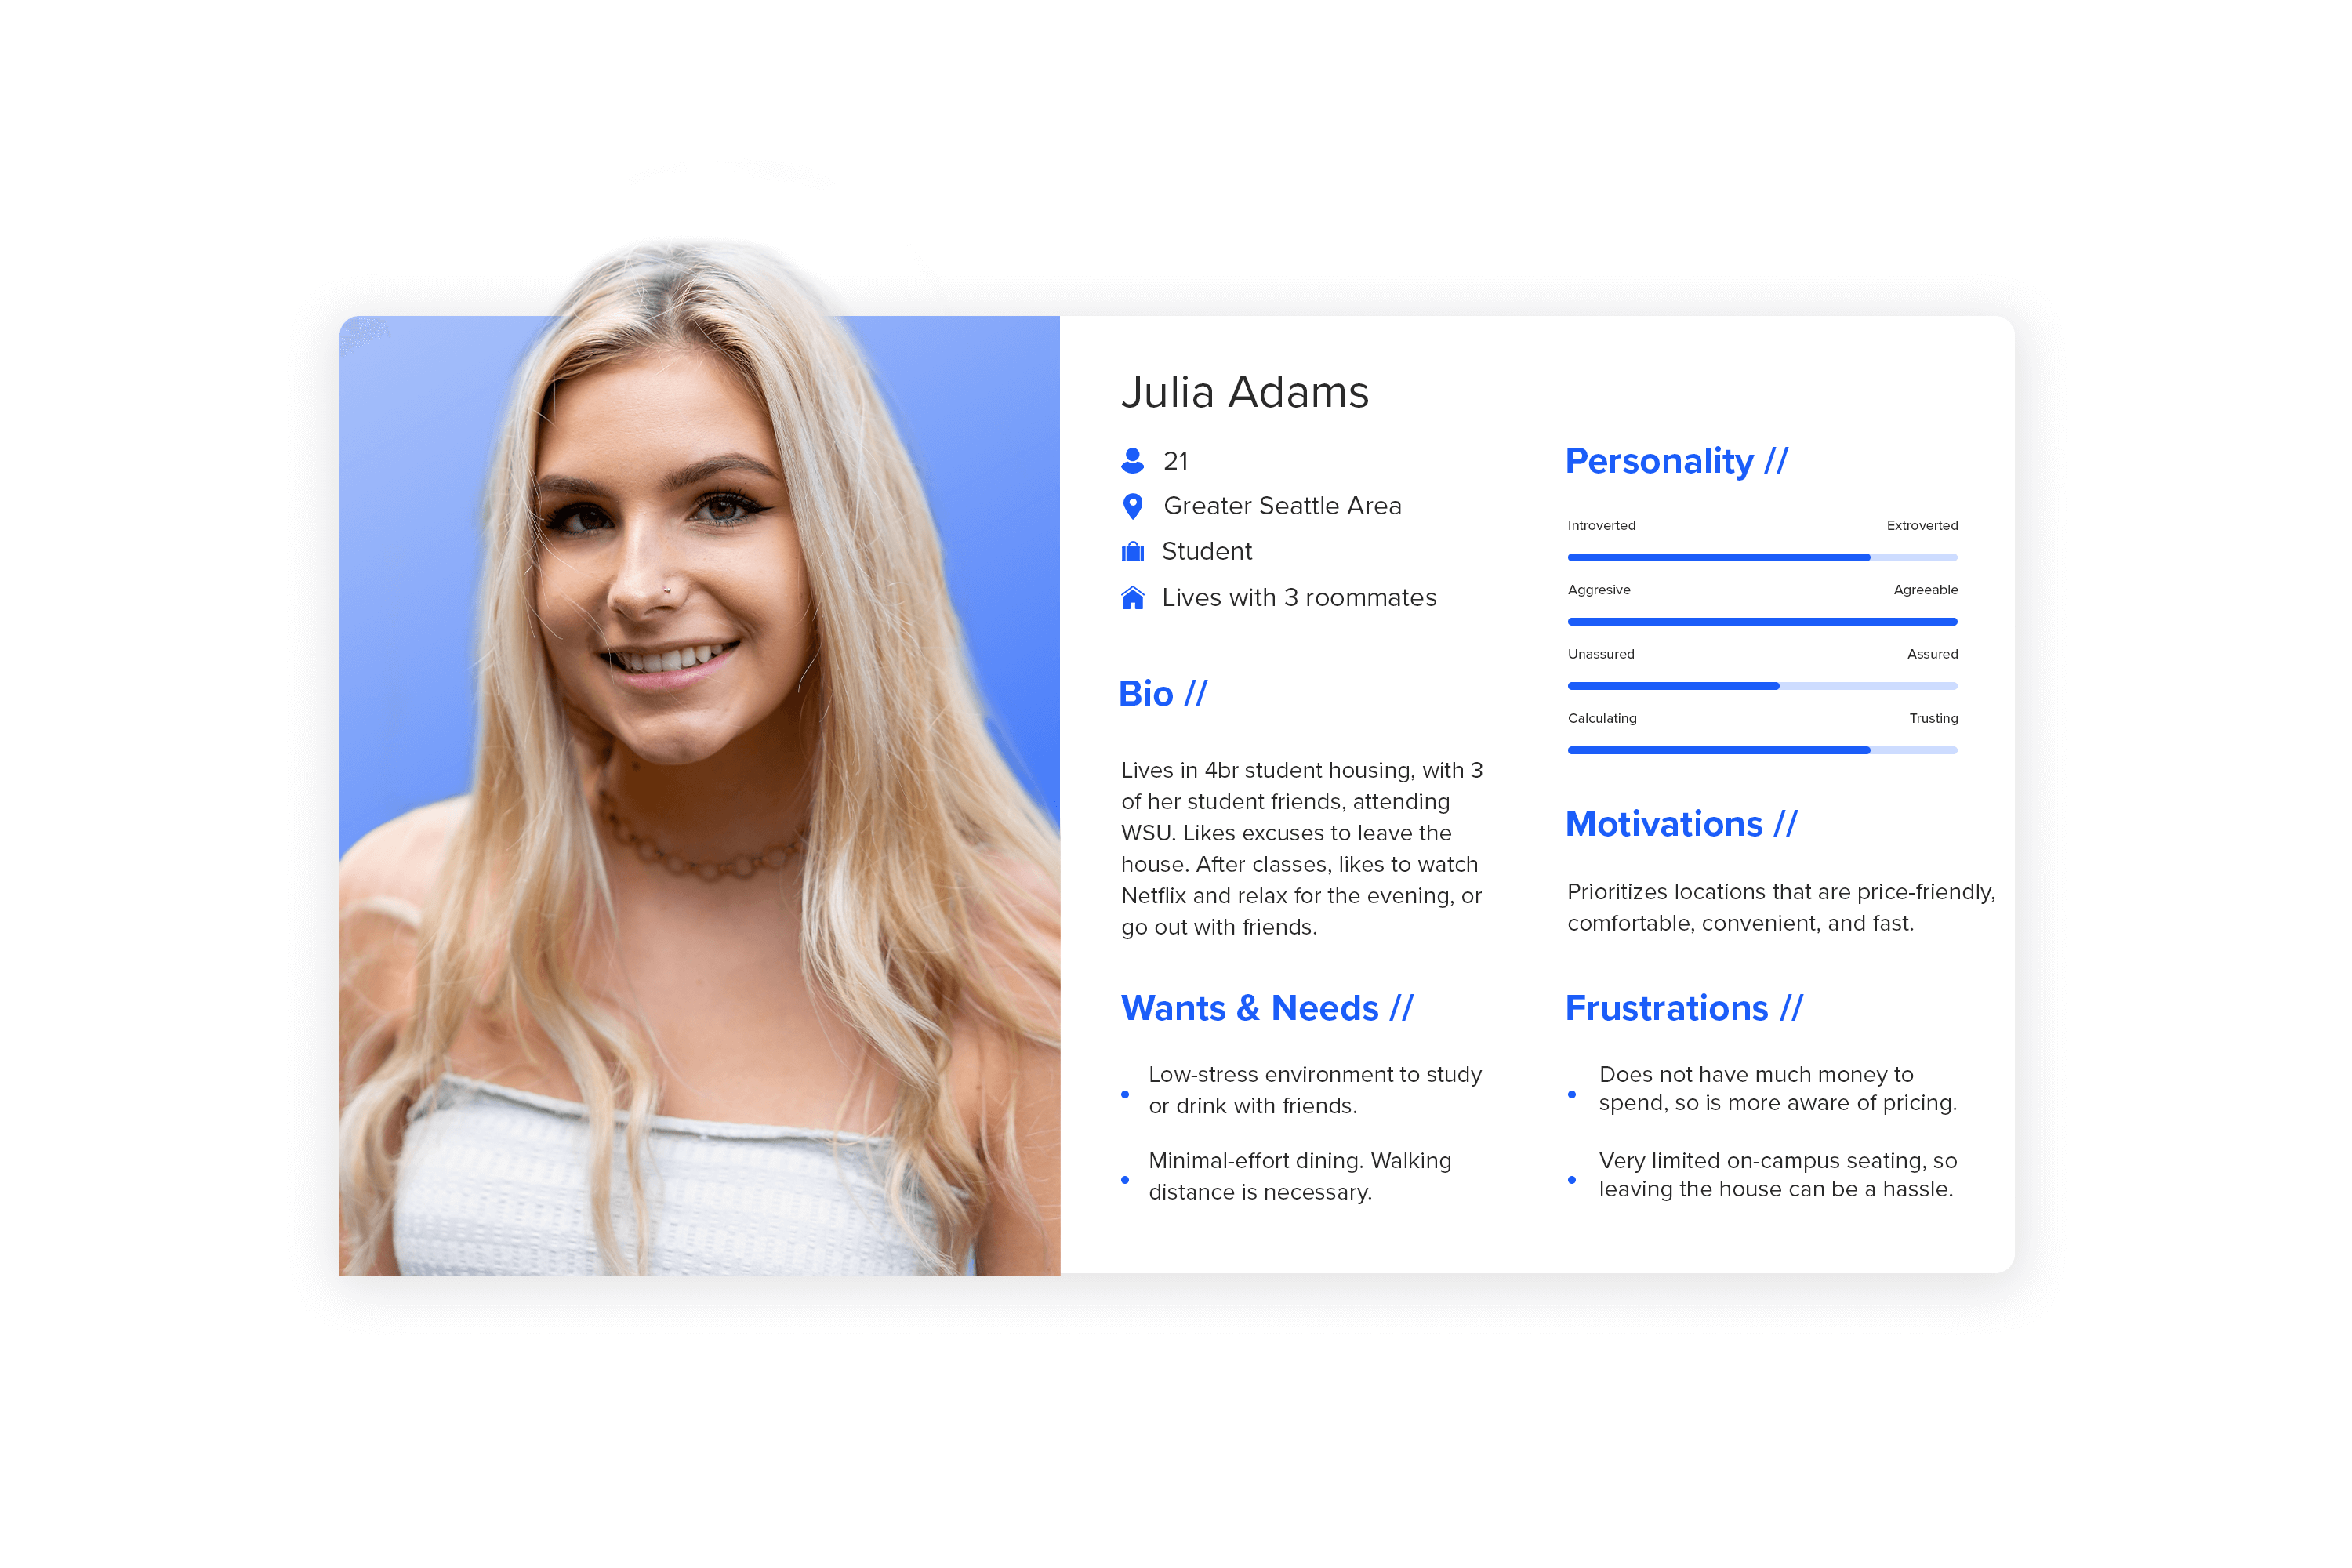 Julia Adams
21
Greater Seattle Area
Student
Lives with 3 roommates
Bio //
Lives in 4br student housing, with 3
of her student friends, attending
WSU. Likes excuses to leave the
house. After classes, likes to watch
Netflix and relax for the evening, or
go out with friends.
Wants & Needs //
Low-stress environment to study
or drink with friends.
Minimal-effort dining. Walking
distance is necessary.
Personality //
Introverted Extroverted
Aggresive Agreeable
Unassured Assured
Calculating Trusting
Motivations //
Prioritizes locations that are price-friendly,
comfortable, convenient, and fast.
Frustrations //
Does not have much money to
spend, so is more aware of pricing.
Very limited on-campus seating, so
leaving the house can be a hassle.